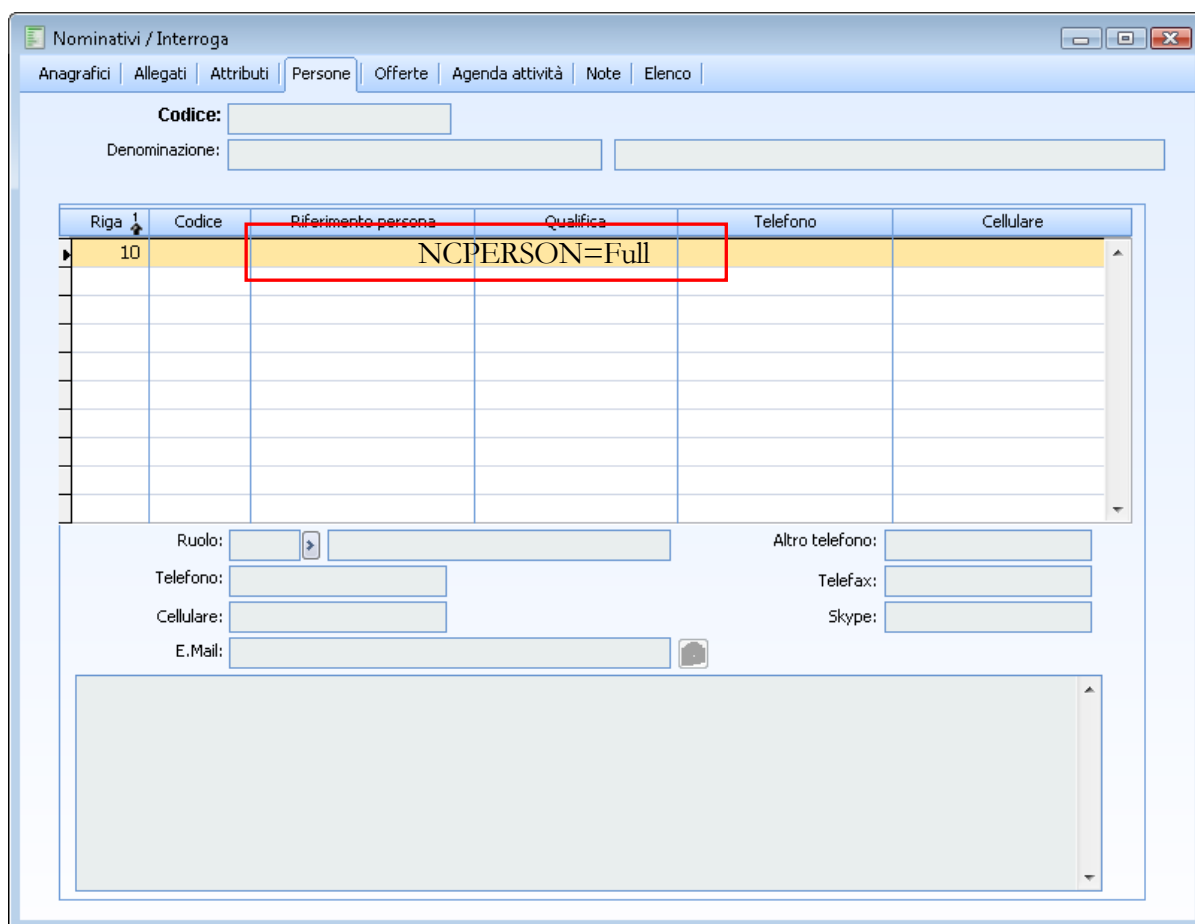 Nominativi / Interroga
Anagrafici Allegati Attributi Persone Offerte Agenda attività Note Elenco
Codice:
Denominazione:
Riga 1 Codice Riferimento persona Qualifica Telefono Cellulare
10 NCPERSON=Full
Ruolo: Altro telefono:
Telefono: Telefax:
Cellulare: Skype:
E.Mail: